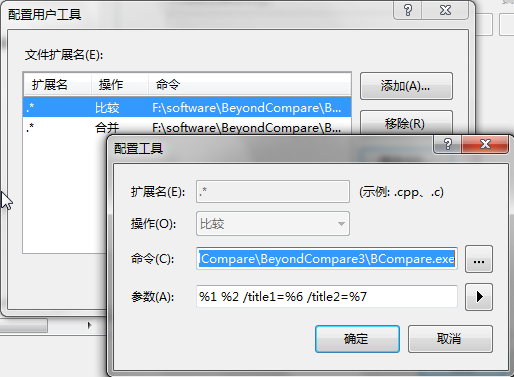 配置用户工具
文件扩展名(E):
扩展名 操作 命令
.* 比较 F:\software\BeyondCompare\B...
.* 合并 F:\software\BeyondCompare\B...
添加(A)...
移除(R)
配置工具
扩展名(E): .* (示例: .cpp、.c)
操作(O): 比较
命令(C): lCompare\BeyondCompare3\BCompare.exe ...
参数(A): %1 %2 /title1=%6 /title2=%7
确定 取消